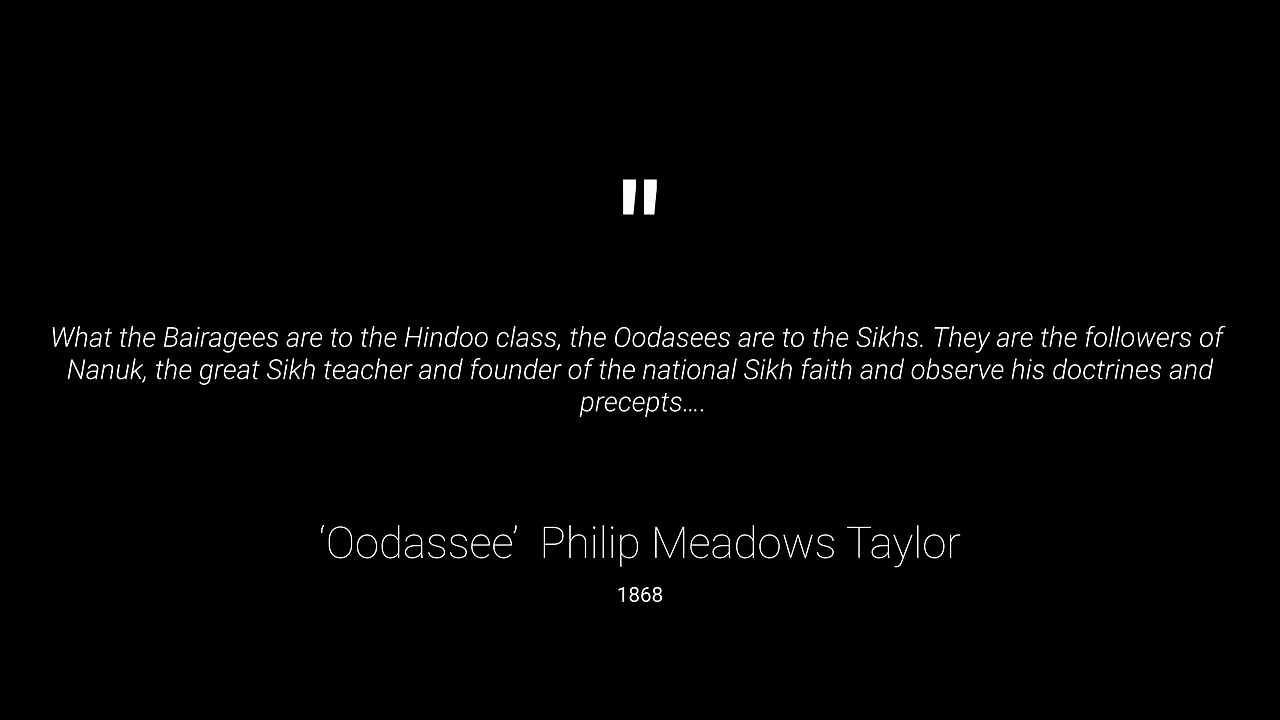 "
What the Bairagees are to the Hindoo class, the Oodasees are to the Sikhs. They are the followers of
Nanuk, the great Sikh teacher and founder of the national Sikh faith and observe his doctrines and
precepts….
‘Oodassee’  Philip Meadows Taylor
1868